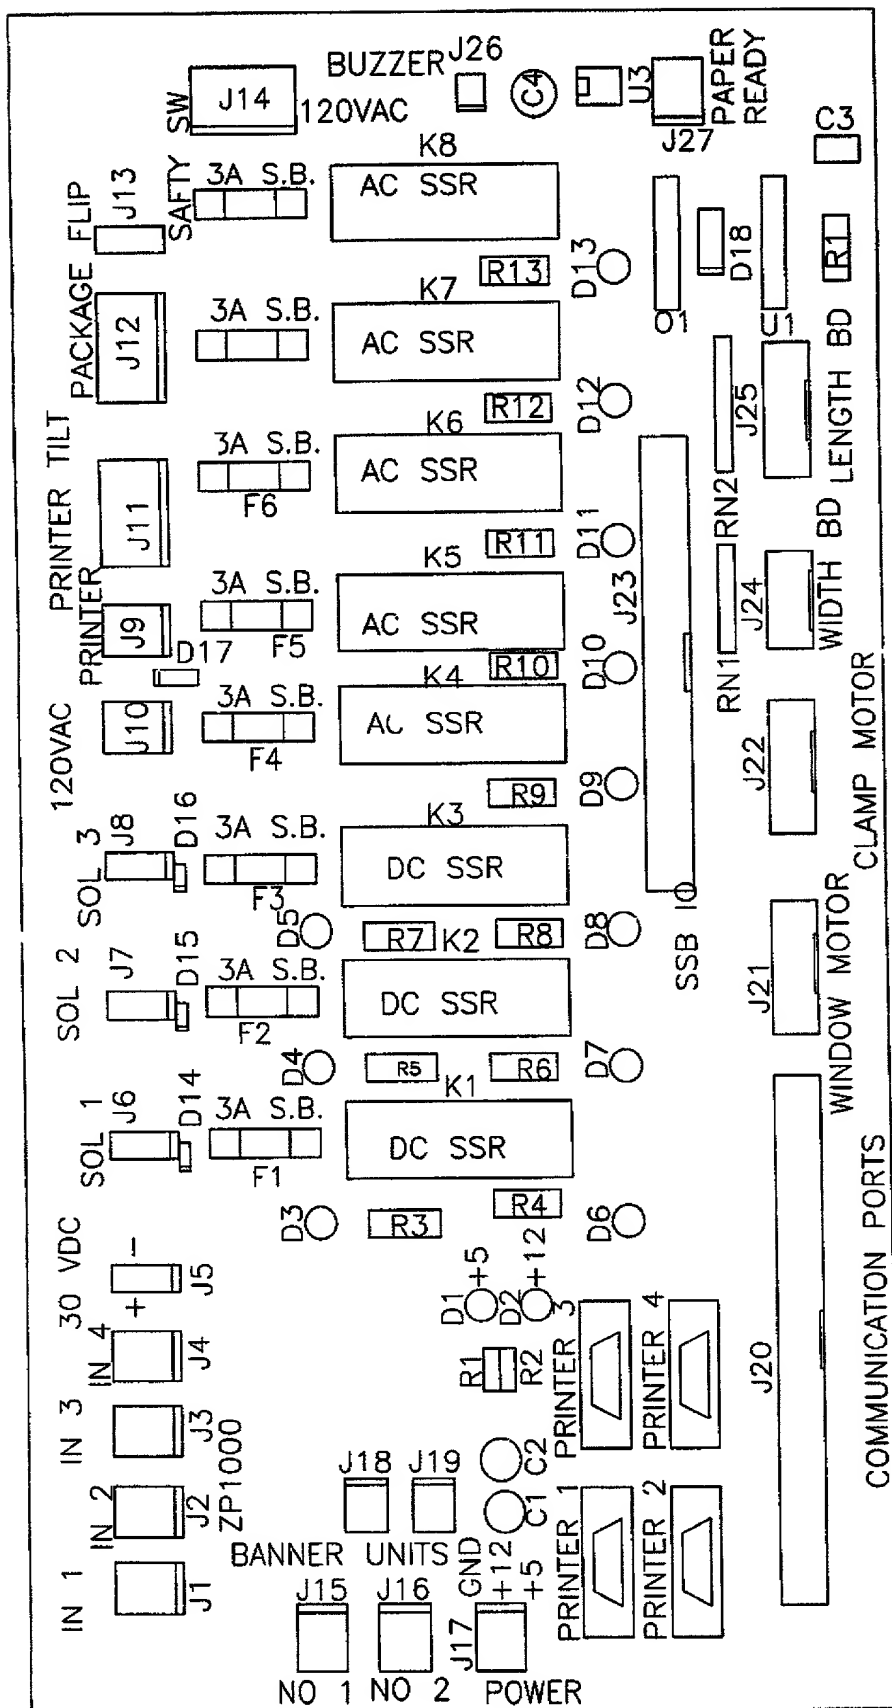 BUZZER
J26
SW
J14
120VAC
C4
U3
J27
PAPER
READY
C3
SAFTY
3A S.B.
K8
AC SSR
PACKAGE FLIP
J13
R13
D13
D18
R1
J12
3A S.B.
K7
AC SSR
O1
U1
R12
D12
J25
LENGTH BD
PRINTER TILT
J11
3A S.B.
F6
K6
AC SSR
RN2
R11
D11
J23
PRINTER
J9
3A S.B.
F5
K5
AC SSR
J24
WIDTH BD
D17
R10
D10
RN1
120VAC
J10
3A S.B.
F4
K4
AC SSR
J22
CLAMP MOTOR
R9
D9
SOL 3
J8
D16
3A S.B.
F3
K3
DC SSR
SSB IO
D5
R7
R8
D8
SOL 2
J7
D15
3A S.B.
F2
K2
DC SSR
J21
WINDOW MOTOR
D4
R5
R6
D7
SOL 1
J6
D14
3A S.B.
F1
K1
DC SSR
D3
R3
R4
D6
30 VDC
+ -
J5
D1
+5
D2
+12
IN 4
J4
R1
R2
PRINTER 3
PRINTER 4
J20
COMMUNICATION PORTS
IN 3
J3
IN 2
J2
ZP1000
J18
J19
C2
C1
BANNER UNITS
GND
+12
+5
PRINTER 1
PRINTER 2
IN 1
J1
J15
J16
J17
NO 1
NO 2
POWER